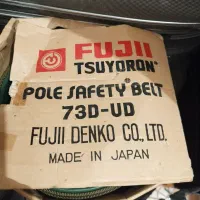 FUJII
TSUYORON®
POLE SAFETY® BELT
73D-UD
FUJII DENKO CO., LTD.
MADE IN JAPAN